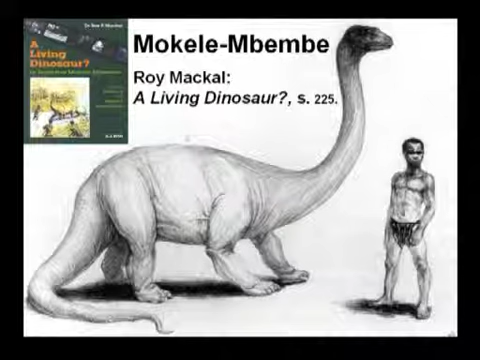 A
Living
Dinosaur?
Mokele-Mbembe
Roy Mackal:
A Living Dinosaur?, s. 225.